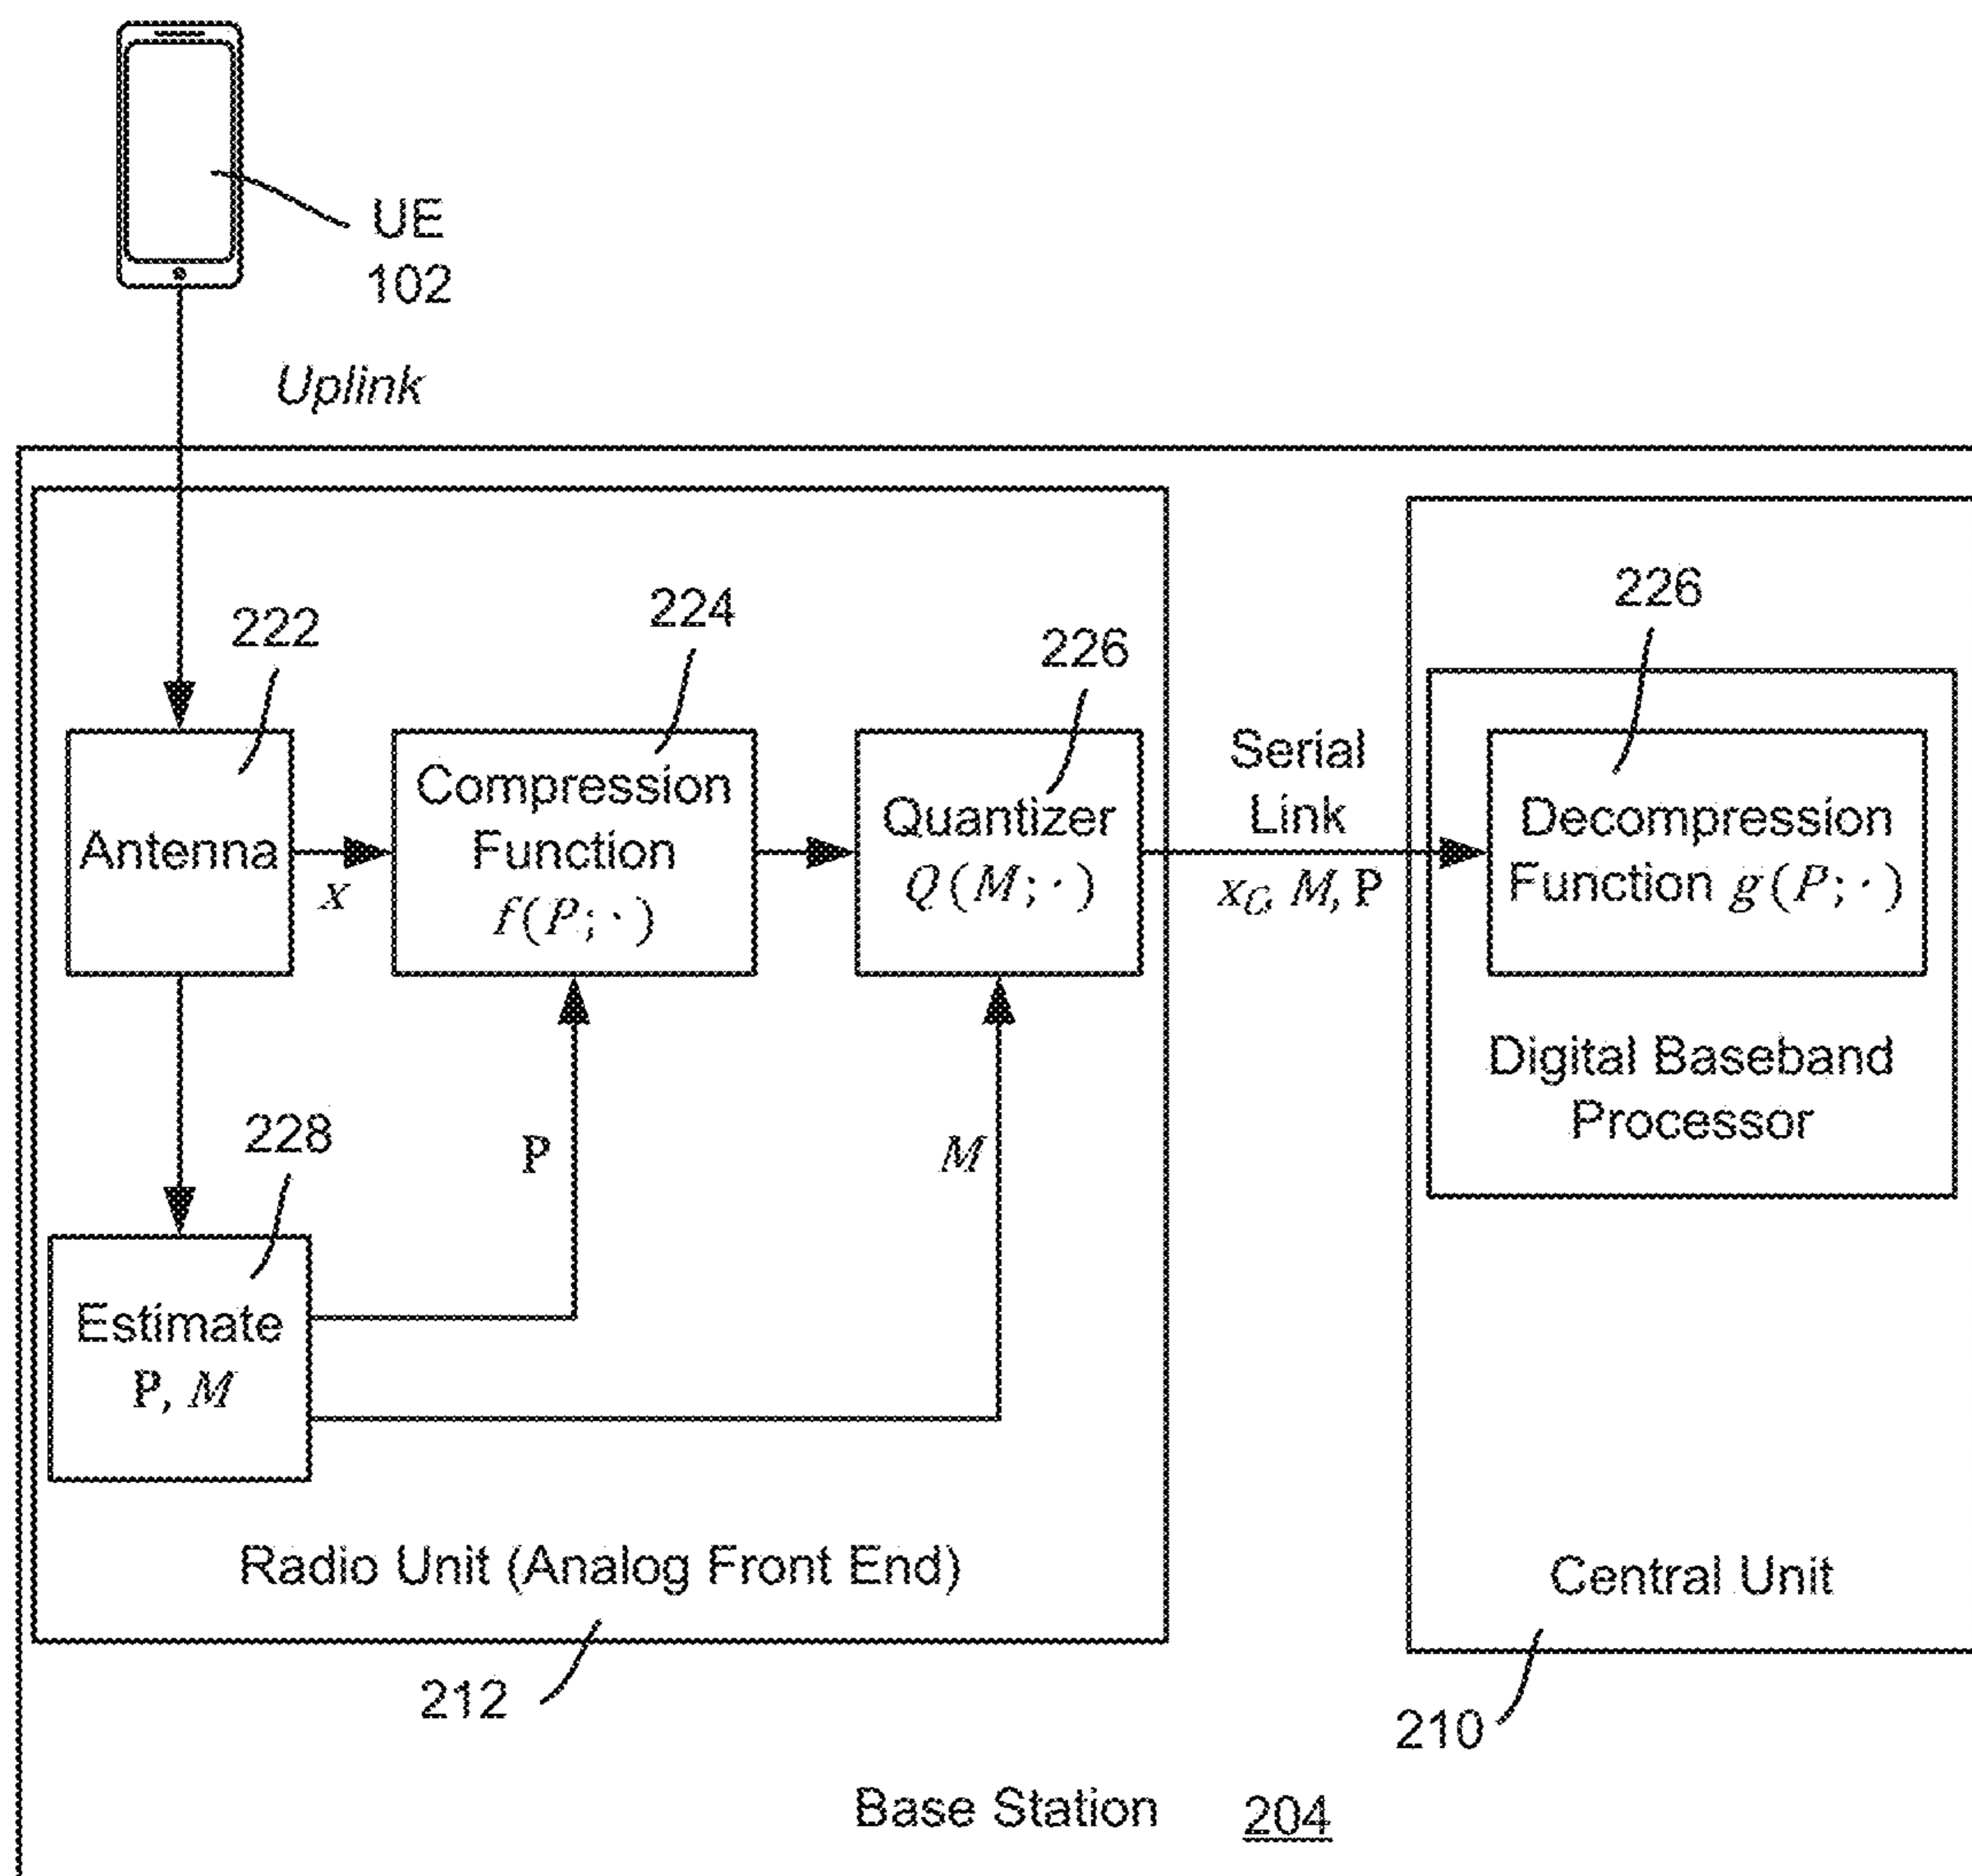 UE
102
Uplink
222
224
226
226
Antenna
x
Compression
Function
f(P; ·)
Quantizer
Q(M; ·)
Serial
Link
x_C, M, P
Decompression
Function g(P; ·)
Digital Baseband
Processor
228
P
M
Estimate
P, M
Radio Unit (Analog Front End)
Central Unit
212
210
Base Station 204